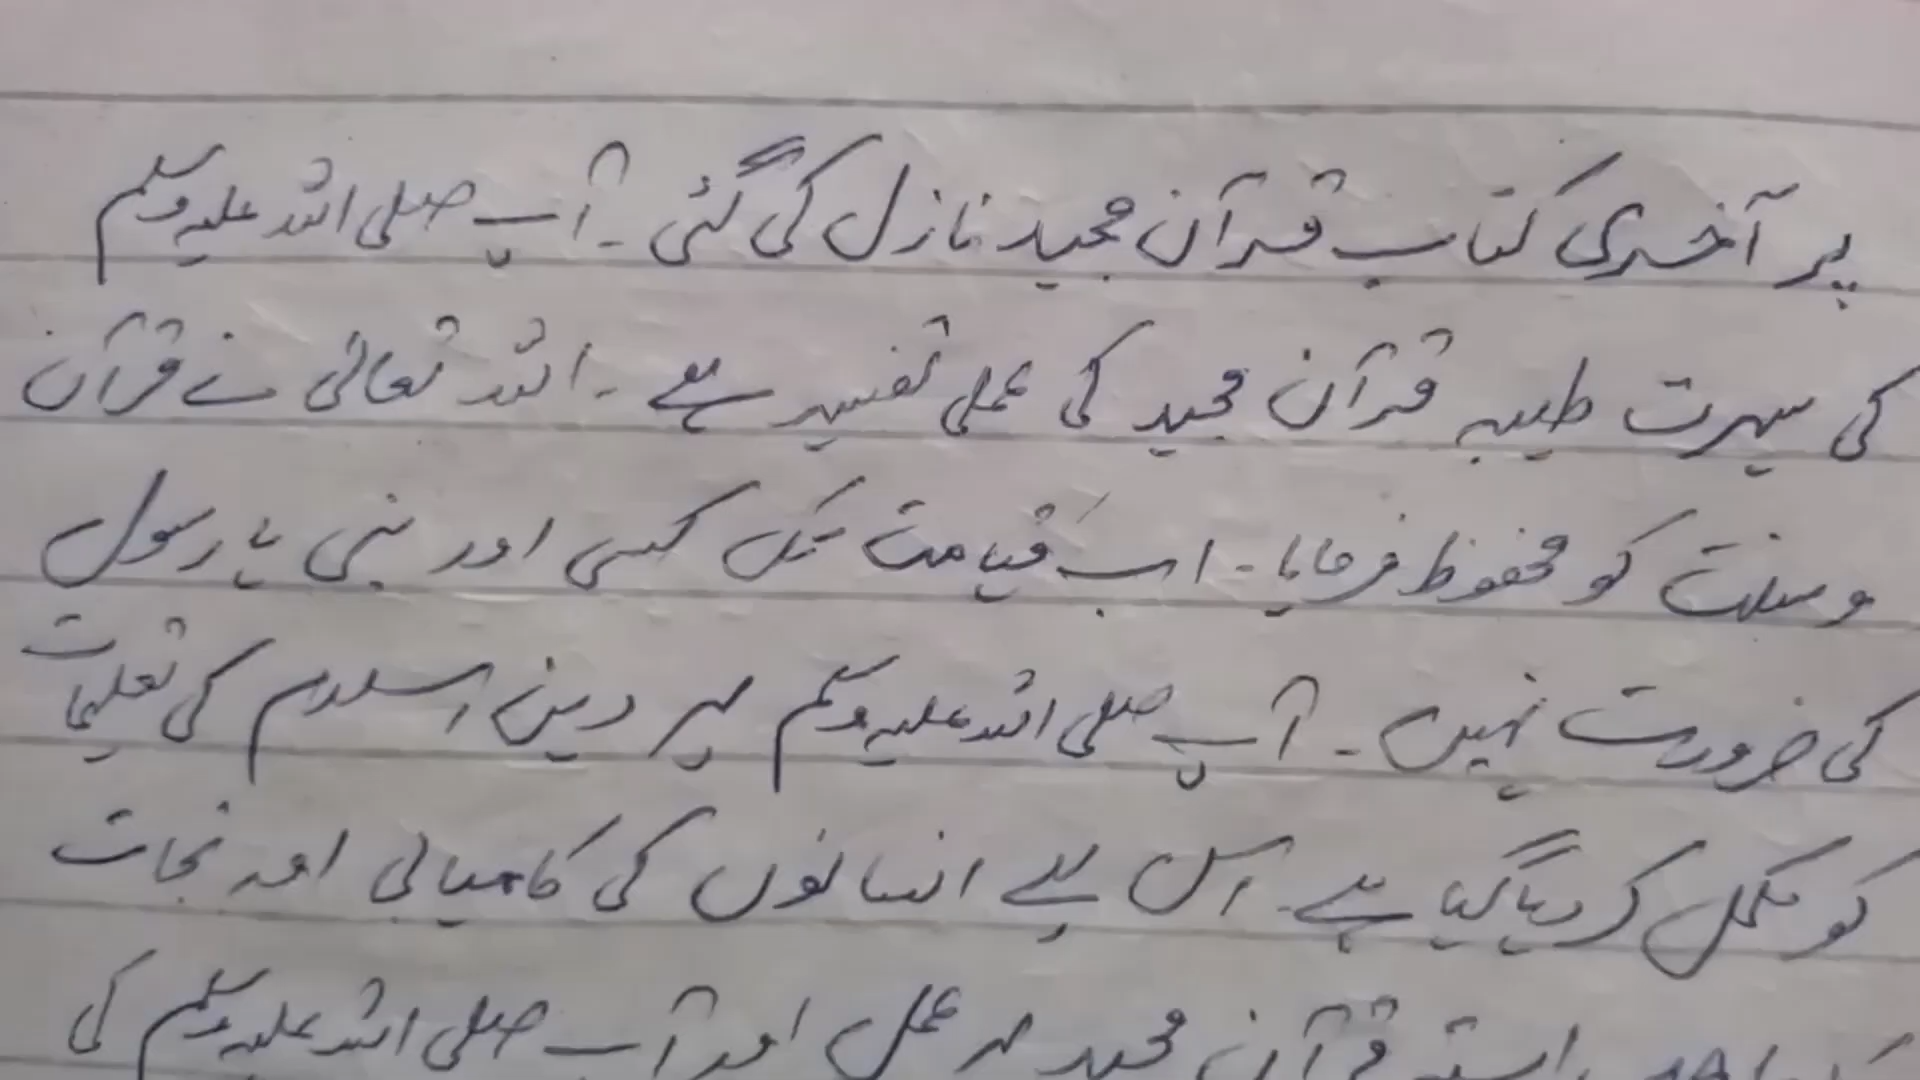 پر آخری کتاب قرآن مجید نازل کی گئی ۔ آپ صلی اللہ علیہ وسلم
کی سیرت طیبہ قرآن مجید کی عملی تفسیر ہے ۔ اللہ تعالیٰ نے قرآن
و سنت کو محفوظ فرمایا ۔ اب قیامت تک کسی اور نبی یا رسول
کی ضرورت نہیں ۔ آپ صلی اللہ علیہ وسلم پر دین اسلام کی تعلیمات
کو مکمل کر دیا گیا ہے ۔ اس لیے انسانوں کی کامیابی اور نجات
کا واحد راستہ قرآن مجید پر عمل اور آپ صلی اللہ علیہ وسلم کی